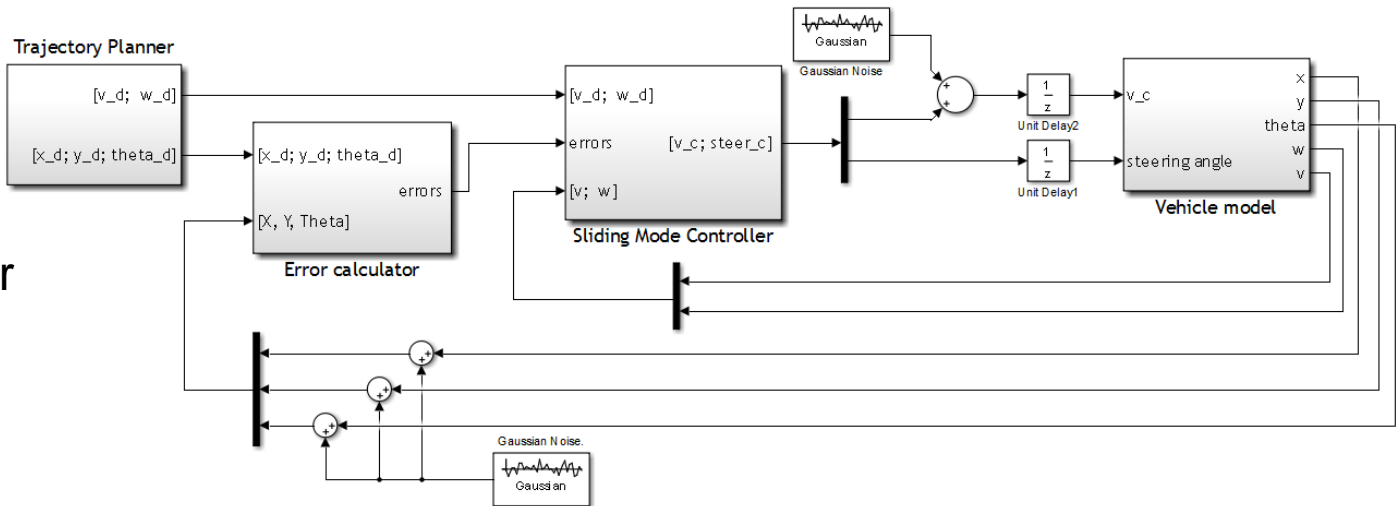 Trajectory Planner
[v_d; w_d]
[x_d; y_d; theta_d]
[x_d; y_d; theta_d]
errors
[X, Y, Theta]
Error calculator
r
[v_d; w_d]
errors
[v_c; steer_c]
[v; w]
Sliding Mode Controller
Gaussian
Gaussian Noise
+
+
1
z
Unit Delay2
1
z
Unit Delay1
v_c
steering angle
x
y
theta
w
v
Vehicle model
+
+
+
+
+
+
Gaussian Noise.
Gaussian